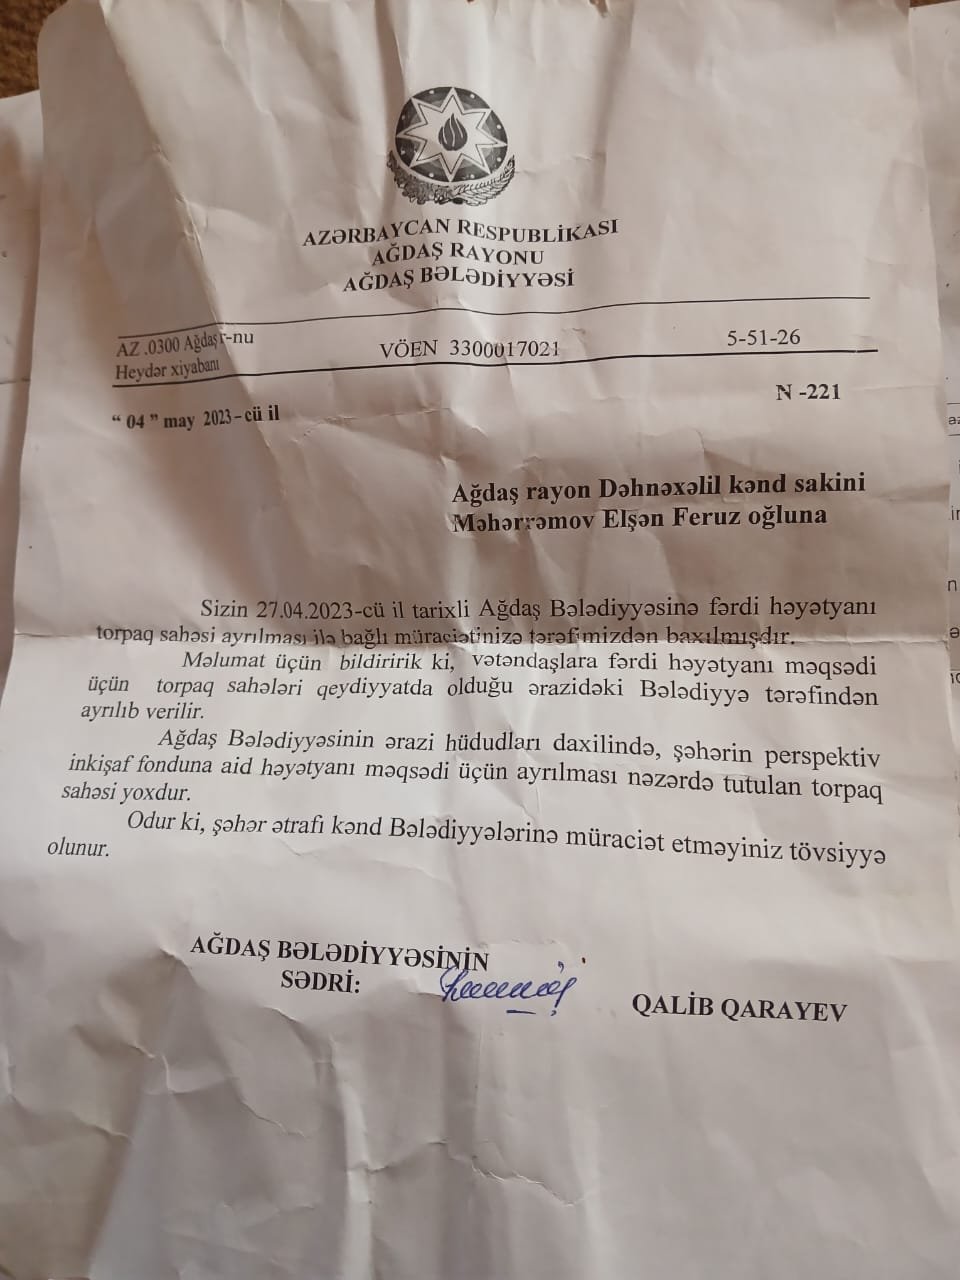 AZƏRBAYCAN RESPUBLİKASI
AĞDAŞ RAYONU
AĞDAŞ BƏLƏDİYYƏSİ
AZ .0300 Ağdaş r-nu
Heydər xiyabanı
VÖEN 3300017021
5-51-26
N -221
“ 04 ” may 2023-cü il
Ağdaş rayon Dəhnəxəlil kənd sakini
Məhərrəmov Elşən Feruz oğluna
Sizin 27.04.2023-cü il tarixli Ağdaş Bələdiyyəsinə fərdi həyətyanı
torpaq sahəsi ayrılması ilə bağlı müraciətinizə tərəfimizdən baxılmışdır.
Məlumat üçün bildiririk ki, vətəndaşlara fərdi həyətyanı məqsədi
üçün torpaq sahələri qeydiyyatda olduğu ərazidəki Bələdiyyə tərəfindən
ayrılıb verilir.
Ağdaş Bələdiyyəsinin ərazi hüdudları daxilində, şəhərin perspektiv
inkişaf fonduna aid həyətyanı məqsədi üçün ayrılması nəzərdə tutulan torpaq
sahəsi yoxdur.
Odur ki, şəhər ətrafı kənd Bələdiyyələrinə müraciət etməyiniz tövsiyyə
olunur.
AĞDAŞ BƏLƏDİYYƏSİNİN
SƏDRİ:
QALİB QARAYEV